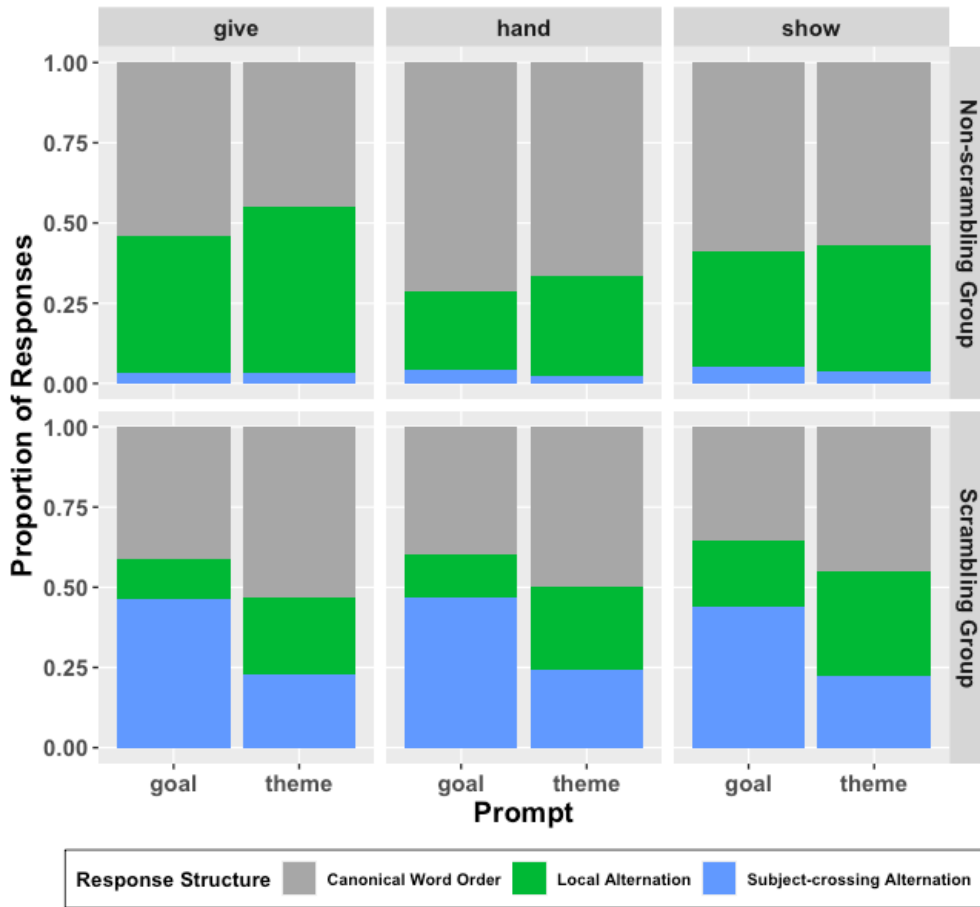 give hand show
1.00
0.75
0.50
0.25
0.00
Non-scrambling Group
1.00
0.75
0.50
0.25
0.00
Scrambling Group
Proportion of Responses
goal theme goal theme goal theme
Prompt
Response Structure Canonical Word Order Local Alternation Subject-crossing Alternation